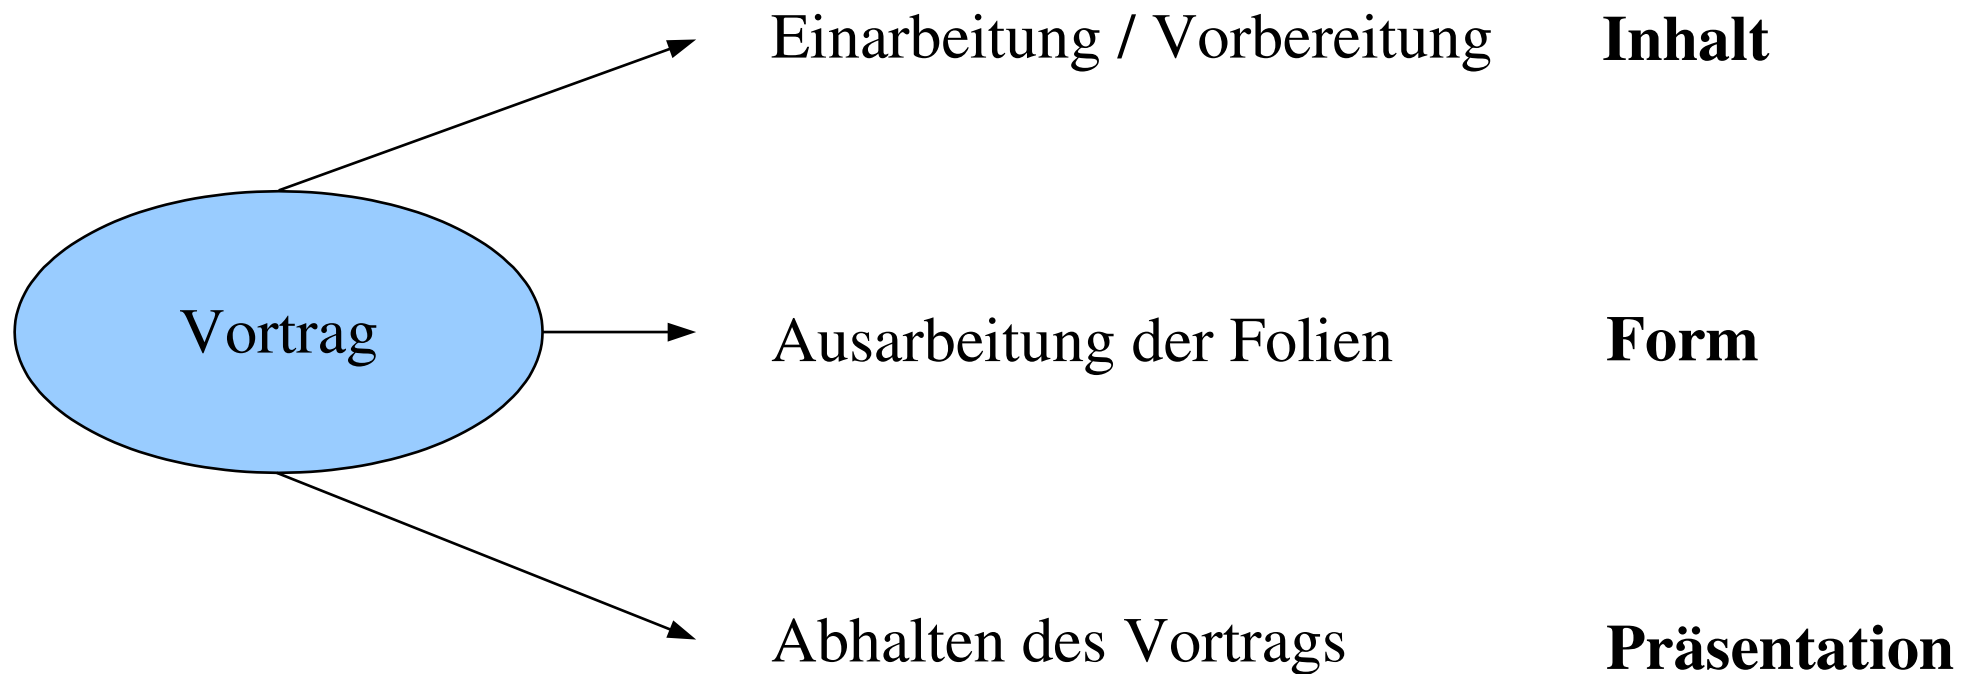 Einarbeitung / Vorbereitung Inhalt
Vortrag
Ausarbeitung der Folien Form
Abhalten des Vortrags Präsentation